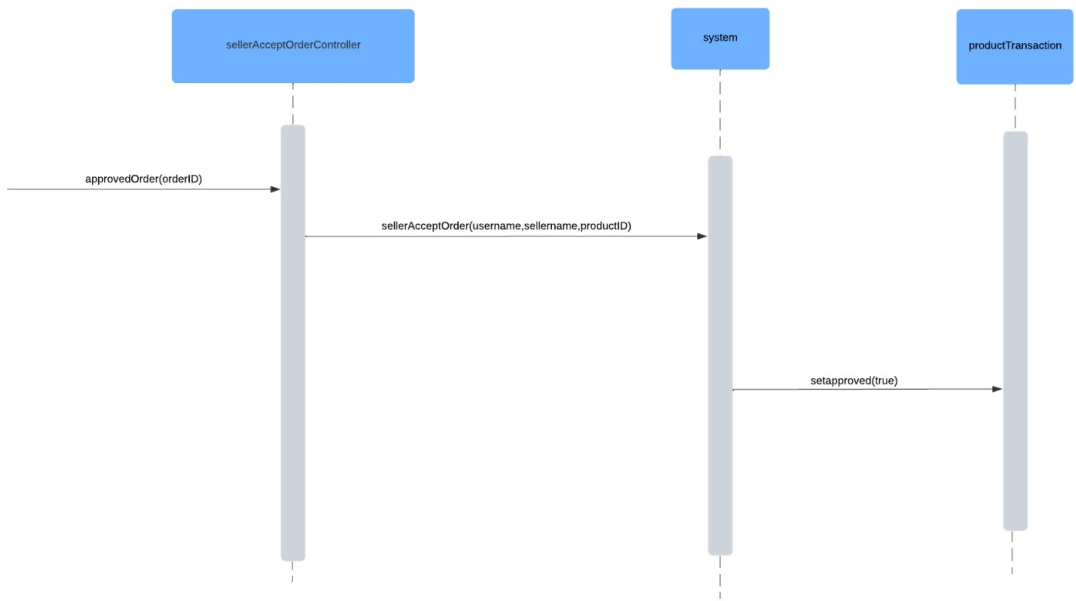 sellerAcceptOrderController
system
productTransaction
approvedOrder(orderID)
sellerAcceptOrder(username,sellername,productID)
setapproved(true)